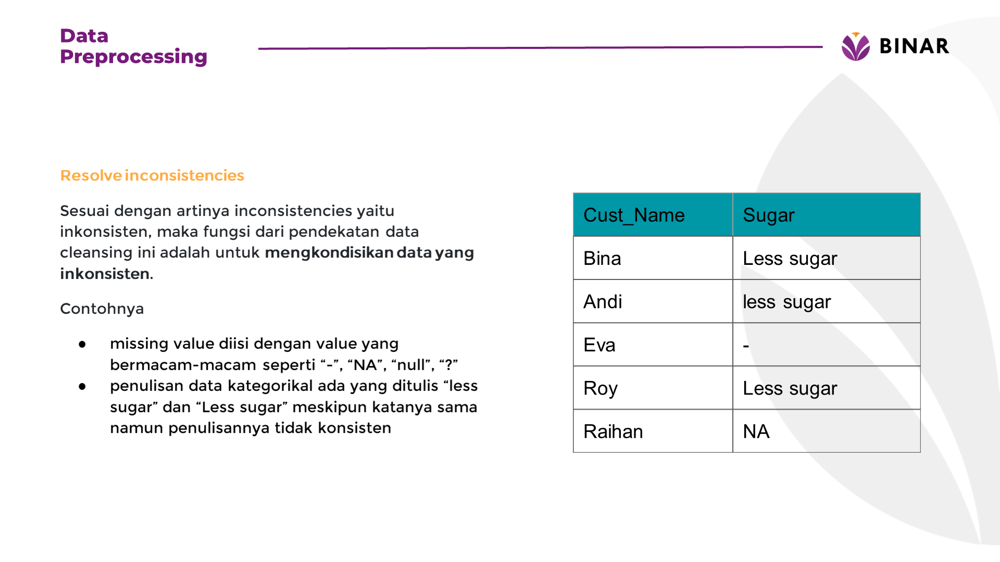 Data
Preprocessing
BINAR
Resolve inconsistencies
Sesuai dengan artinya inconsistencies yaitu
inkonsisten, maka fungsi dari pendekatan data
cleansing ini adalah untuk mengkondisikan data yang
inkonsisten.
Contohnya
● missing value diisi dengan value yang
bermacam-macam seperti “-”, “NA”, “null”, “?”
● penulisan data kategorikal ada yang ditulis “less
sugar” dan “Less sugar” meskipun katanya sama
namun penulisannya tidak konsisten
Cust_Name Sugar
Bina Less sugar
Andi less sugar
Eva -
Roy Less sugar
Raihan NA